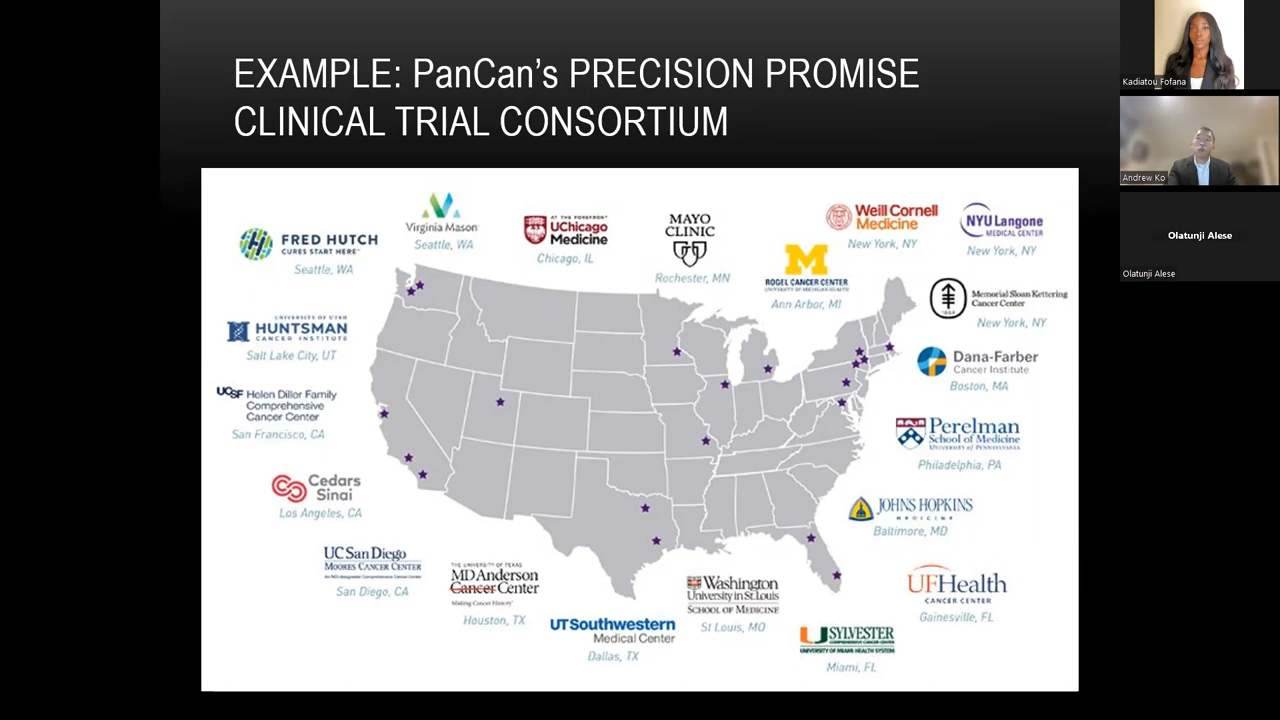 EXAMPLE: PanCan's PRECISION PROMISE
CLINICAL TRIAL CONSORTIUM
Kadiatou Fofana
Andrew Ko
Olatunji Alese
Olatunji Alese
FRED HUTCH
CURES START HERE
Seattle, WA
Virginia Mason
Seattle, WA
AT THE FOREFRONT
UChicago
Medicine
Chicago, IL
MAYO
CLINIC
Rochester, MN
M
ROGEL CANCER CENTER
UNIVERSITY OF MICHIGAN HEALTH
Ann Arbor, MI
Weill Cornell
Medicine
New York, NY
NYU Langone
MEDICAL CENTER
New York, NY
Memorial Sloan Kettering
Cancer Center
1884
New York, NY
UNIVERSITY OF UTAH
HUNTSMAN
CANCER INSTITUTE
Salt Lake City, UT
Dana-Farber
Cancer Institute
Boston, MA
UCSF Helen Diller Family
Comprehensive
Cancer Center
San Francisco, CA
Perelman
School of Medicine
UNIVERSITY of PENNSYLVANIA
Philadelphia, PA
Cedars
Sinai
Los Angeles, CA
JOHNS HOPKINS
MEDICINE
Baltimore, MD
UC San Diego
MOORES CANCER CENTER
An NCI-Designated Comprehensive Cancer Center
San Diego, CA
THE UNIVERSITY OF TEXAS
MD Anderson
Cancer Center
Making Cancer History
Houston, TX
UT Southwestern
Medical Center
Dallas, TX
Washington
University in St. Louis
SCHOOL OF MEDICINE
St Louis, MO
SYLVESTER
COMPREHENSIVE CANCER CENTER
UNIVERSITY OF MIAMI HEALTH SYSTEM
Miami, FL
UFHealth
CANCER CENTER
Gainesville, FL